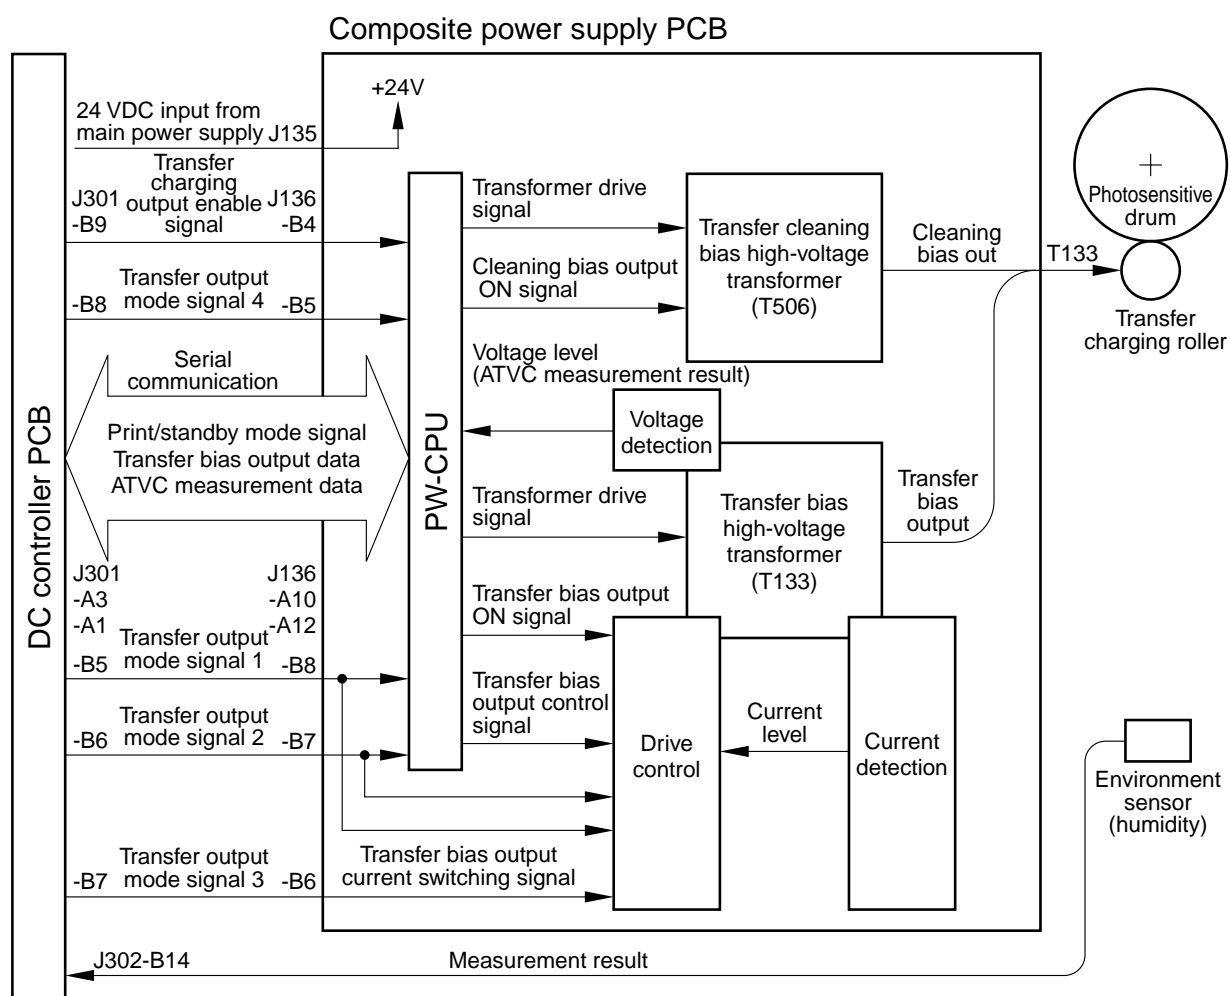 Composite power supply PCB
DC controller PCB
+24V
24 VDC input from
main power supply J135
Transfer
charging
output enable
signal
J301
-B9
J136
-B4
Transfer output
mode signal 4
-B8
-B5
Serial
communication
Print/standby mode signal
Transfer bias output data
ATVC measurement data
J301
-A3
-A1
J136
-A10
-A12
Transfer output
mode signal 1
-B5
-B8
Transfer output
mode signal 2
-B6
-B7
Transfer output
mode signal 3
-B7
-B6
PW-CPU
Transformer drive
signal
Cleaning bias output
ON signal
Voltage level
(ATVC measurement result)
Transformer drive
signal
Transfer bias output
ON signal
Transfer bias
output control
signal
Transfer bias output
current switching signal
Transfer cleaning
bias high-voltage
transformer
(T506)
Voltage
detection
Transfer bias
high-voltage
transformer
(T133)
Drive
control
Current
level
Current
detection
Cleaning
bias out
Transfer
bias
output
T133
Photosensitive
drum
Transfer
charging roller
Environment
sensor
(humidity)
J302-B14
Measurement result